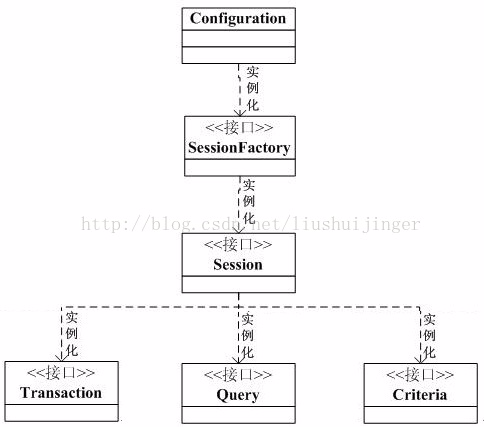 Configuration
实例化
<<接口>>
SessionFactory
实例化
http://blog.csdn.net/liushuijinger
<<接口>>
Session
实例化
实例化
实例化
<<接口>>
Transaction
<<接口>>
Query
<<接口>>
Criteria